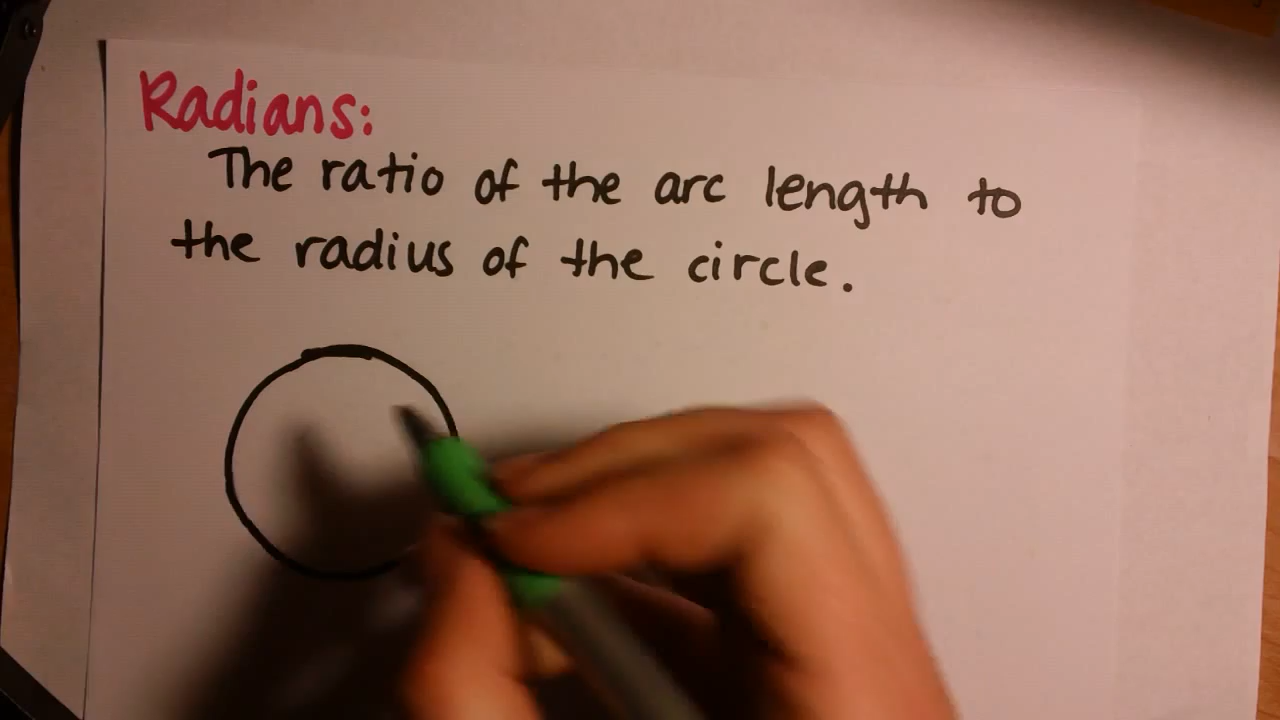 Radians:
The ratio of the arc length to
the radius of the circle.